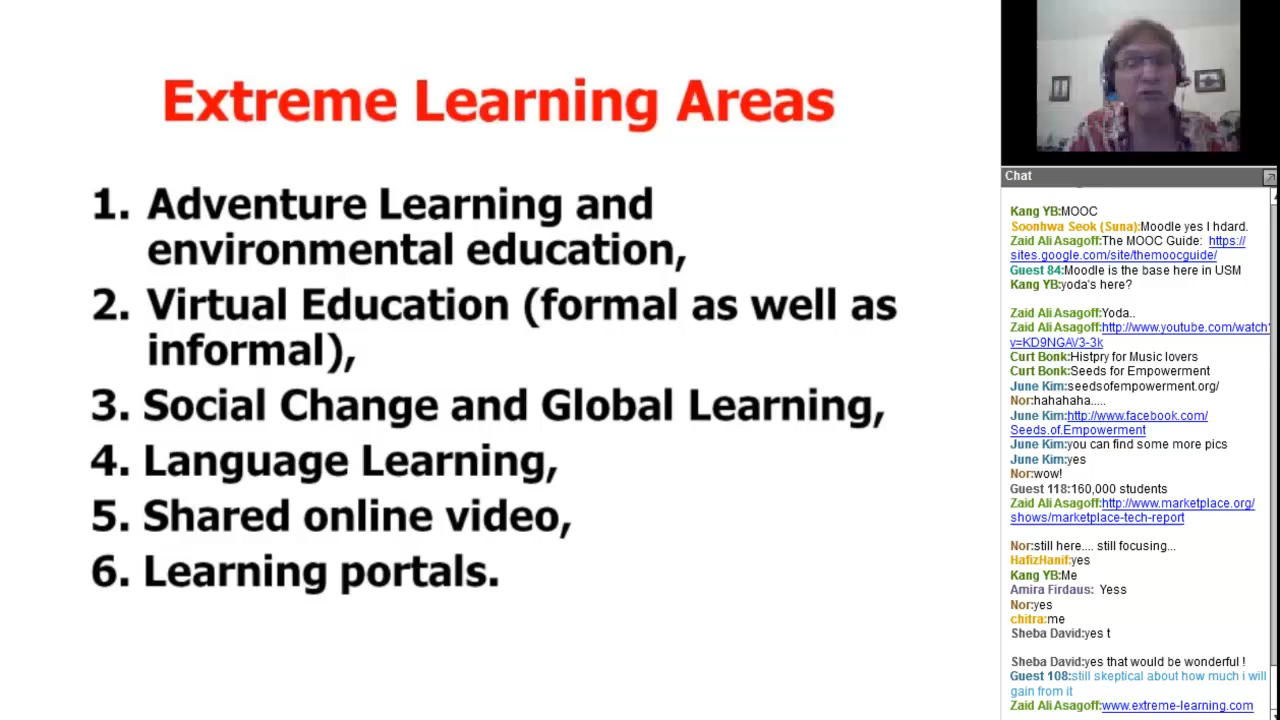 Extreme Learning Areas
1. Adventure Learning and
environmental education,
2. Virtual Education (formal as well as
informal),
3. Social Change and Global Learning,
4. Language Learning,
5. Shared online video,
6. Learning portals.
Chat
Kang YB:MOOC
Soonhwa Seok (Suna):Moodle yes I hdard.
Zaid Ali Asagoff:The MOOC Guide: https://
sites.google.com/site/themoocguide/
Guest 84:Moodle is the base here in USM
Kang YB:yoda's here?
Zaid Ali Asagoff:Yoda..
Zaid Ali Asagoff:http://www.youtube.com/watch?
v=KD9NGAV3-3k
Curt Bonk:Histpry for Music lovers
Curt Bonk:Seeds for Empowerment
June Kim:seedsofempowerment.org/
Nor:hahahaha.....
June Kim:http://www.facebook.com/
Seeds.of.Empowerment
June Kim:you can find some more pics
June Kim:yes
Nor:wow!
Guest 118:160,000 students
Zaid Ali Asagoff:http://www.marketplace.org/
shows/marketplace-tech-report
Nor:still here.... still focusing...
HafizHanif:yes
Kang YB:Me
Amira Firdaus: Yess
Nor:yes
chitra:me
Sheba David:yes t
Sheba David:yes that would be wonderful !
Guest 108:still skeptical about how much i will
gain from it
Zaid Ali Asagoff:www.extreme-learning.com